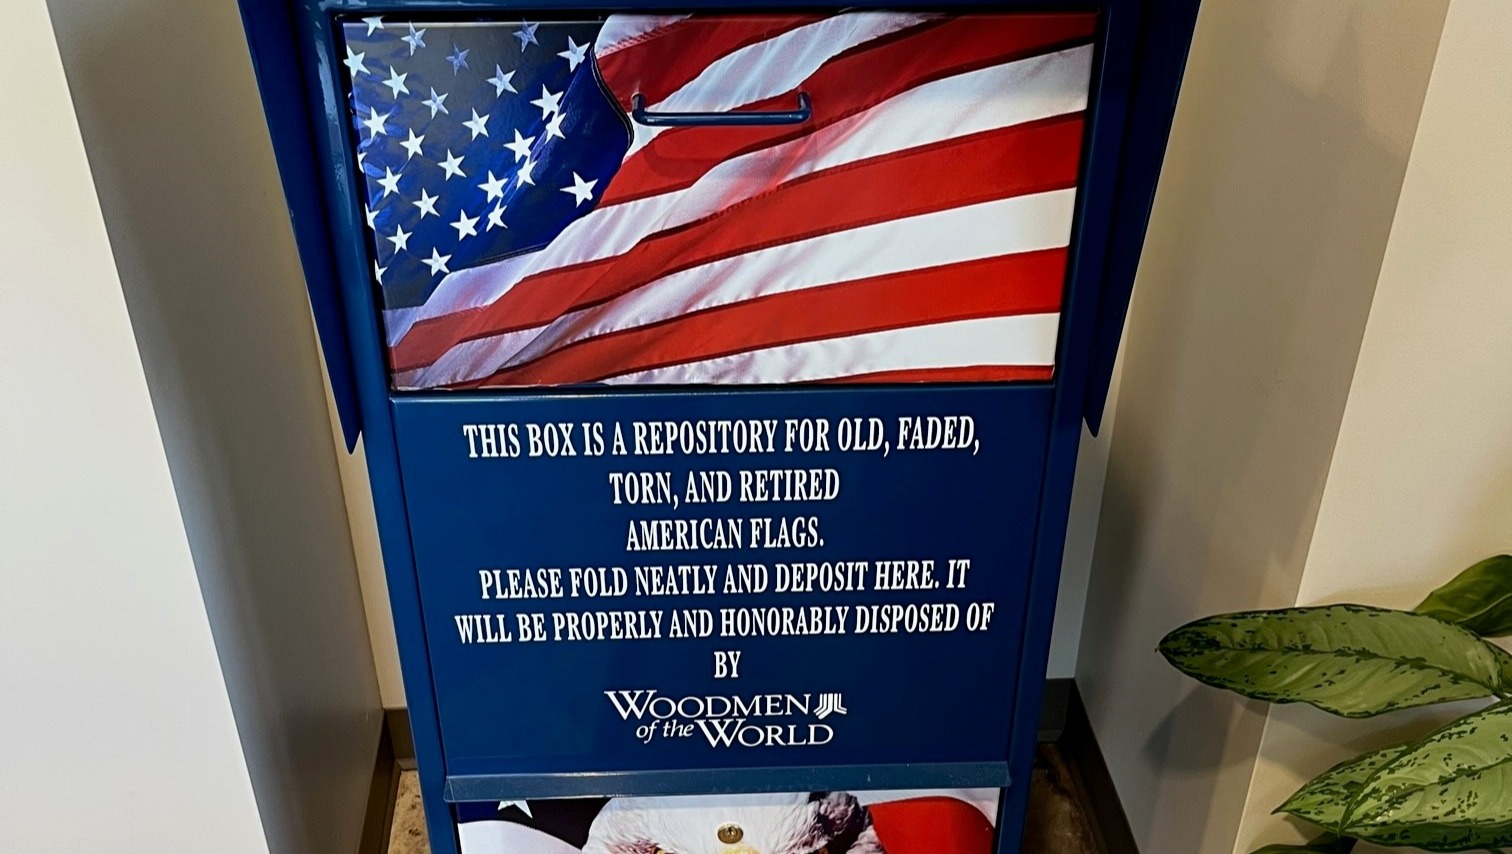 THIS BOX IS A REPOSITORY FOR OLD, FADED,
TORN, AND RETIRED
AMERICAN FLAGS.
PLEASE FOLD NEATLY AND DEPOSIT HERE. IT
WILL BE PROPERLY AND HONORABLY DISPOSED OF
BY
WOODMEN
of the WORLD